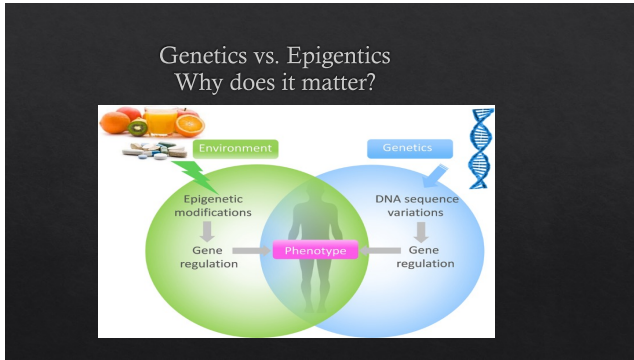 Genetics vs. Epigentics
Why does it matter?
Environment
Genetics
Epigenetic
modifications
DNA sequence
variations
Gene
regulation
Phenotype
Gene
regulation